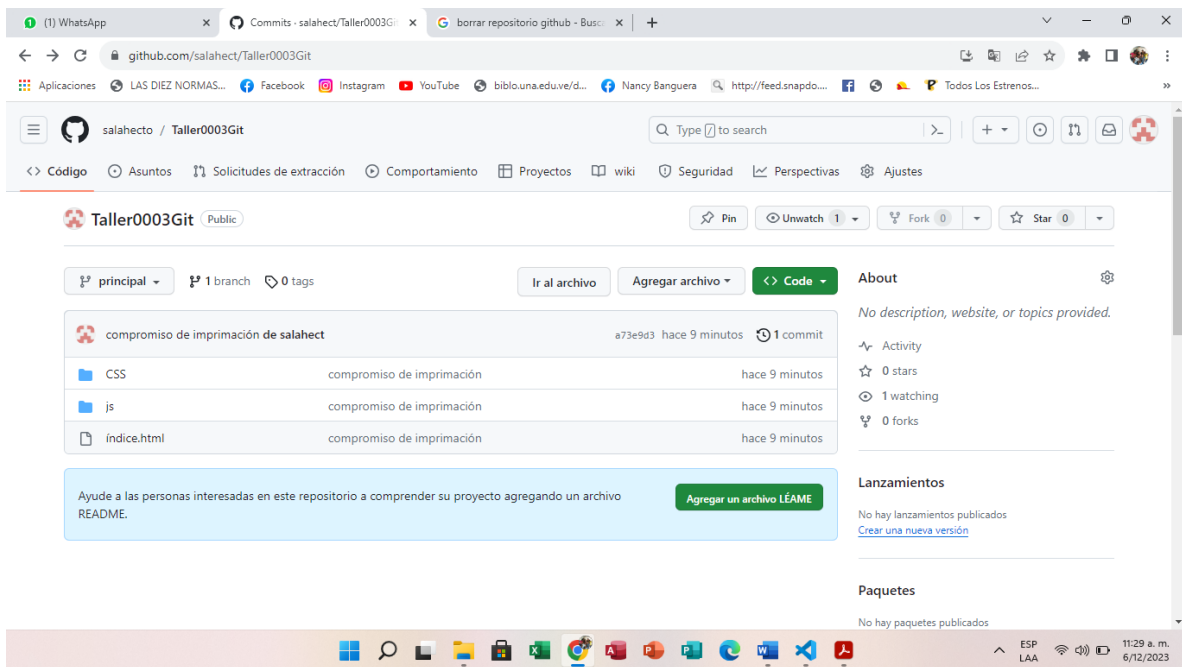 (1) WhatsApp
Commits · salahect/Taller0003Gi
borrar repositorio github - Busc
github.com/salahect/Taller0003Git
Aplicaciones LAS DIEZ NORMAS... Facebook Instagram YouTube biblo.una.edu.ve/d... Nancy Banguera http://feed.snapdo.... Todos Los Estrenos... »
salahecto / Taller0003Git
Type / to search
<> Código Asuntos Solicitudes de extracción Comportamiento Proyectos wiki Seguridad Perspectivas Ajustes
Taller0003Git Public
Pin Unwatch 1 Fork 0 Star 0
principal 1 branch 0 tags
Ir al archivo Agregar archivo <> Code
compromiso de imprimación de salahect a73e9d3 hace 9 minutos 1 commit
CSS compromiso de imprimación hace 9 minutos
js compromiso de imprimación hace 9 minutos
índice.html compromiso de imprimación hace 9 minutos
Ayude a las personas interesadas en este repositorio a comprender su proyecto agregando un archivo
README.
Agregar un archivo LÉAME
About
No description, website, or topics provided.
Activity
0 stars
1 watching
0 forks
Lanzamientos
No hay lanzamientos publicados
Crear una nueva versión
Paquetes
No hay paquetes publicados
ESP
LAA
11:29 a. m.
6/12/2023